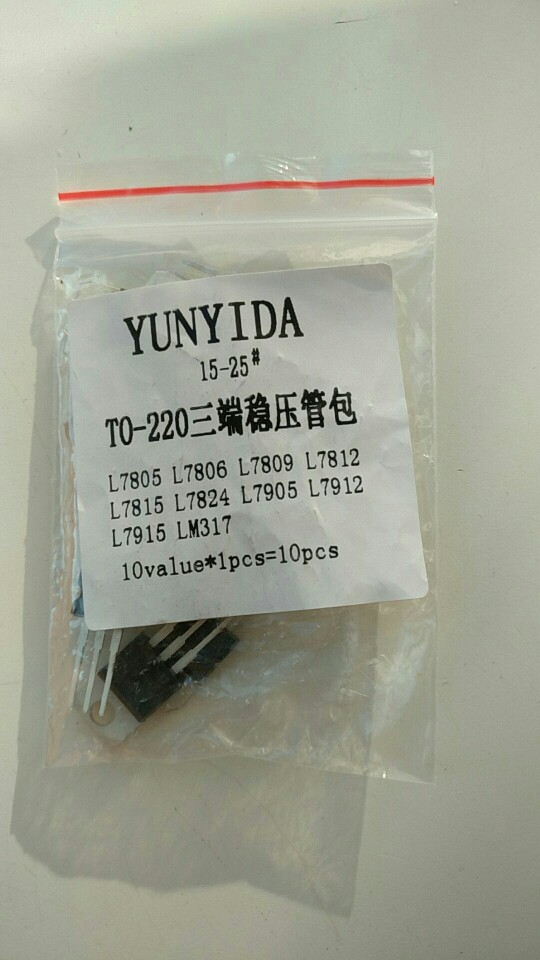 YUNYIDA
15-25#
TO-220三端稳压管包
L7805 L7806 L7809 L7812
L7815 L7824 L7905 L7912
L7915 LM317
10value*1pcs=10pcs